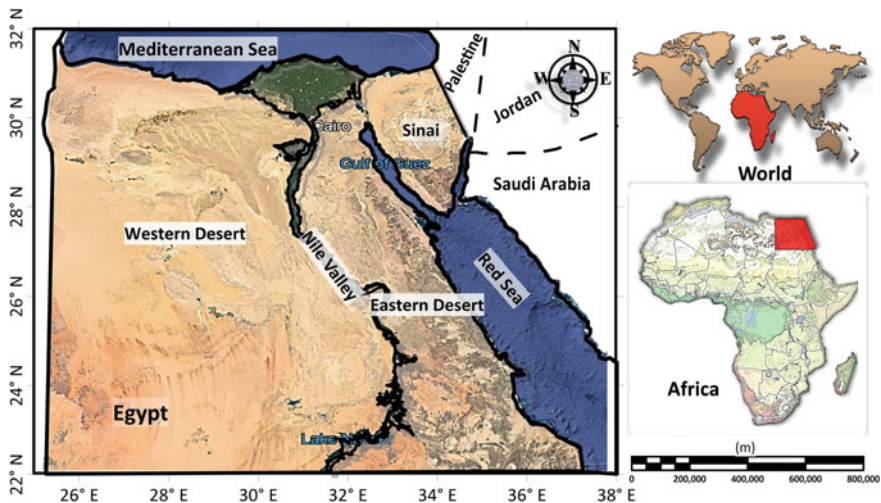 32° N
30° N
28° N
26° N
24° N
22° N
26° E
28° E
30° E
32° E
34° E
36° E
38° E
Mediterranean Sea
Palestine
Jordan
N
W
E
S
Cairo
Sinai
Gulf of Suez
Saudi Arabia
Western Desert
Nile Valley
Eastern Desert
Red Sea
Egypt
Lake N
World
Africa
(m)
0
200,000
400,000
600,000
800,000